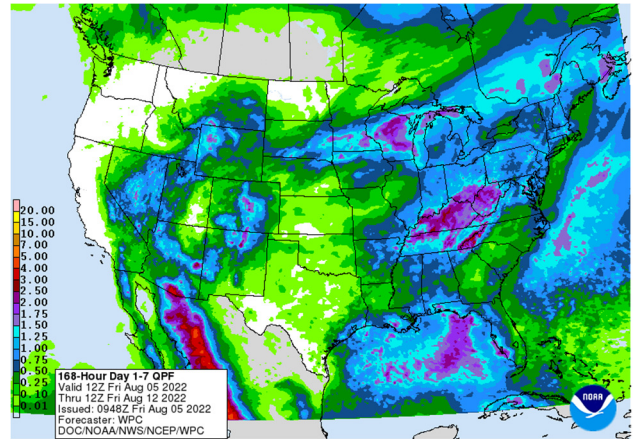 20.00
15.00
10.00
7.00
5.00
4.00
3.00
2.50
2.00
1.75
1.50
1.25
1.00
0.75
0.50
0.25
0.10
0.01
168-Hour Day 1-7 QPF
Valid 12Z Fri Aug 05 2022
Thru 12Z Fri Aug 12 2022
Issued: 0948Z Fri Aug 05 2022
Forecaster: WPC
DOC/NOAA/NWS/NCEP/WPC
NOAA